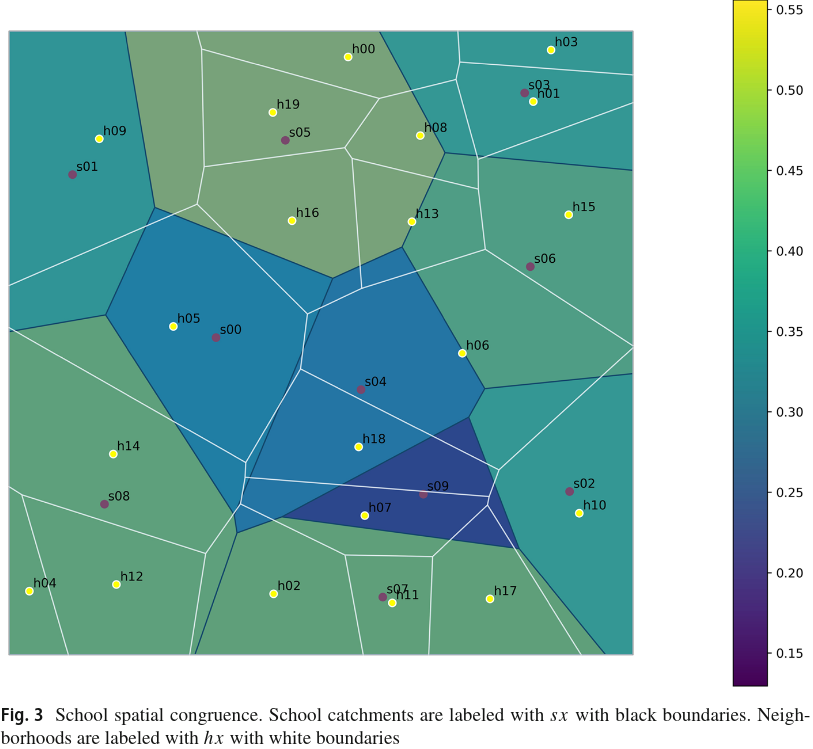 h00
h03
0.55
s03
h01
0.50
h19
s05
h08
h09
0.45
s01
h16
h13
h15
0.40
s06
0.35
h05
s00
h06
s04
0.30
h14
h18
0.25
s08
s09
s02
h07
h10
0.20
h04
h12
h02
s07
h11
h17
0.15
Fig. 3 School spatial congruence. School catchments are labeled with sx with black boundaries. Neigh-
borhoods are labeled with hx with white boundaries